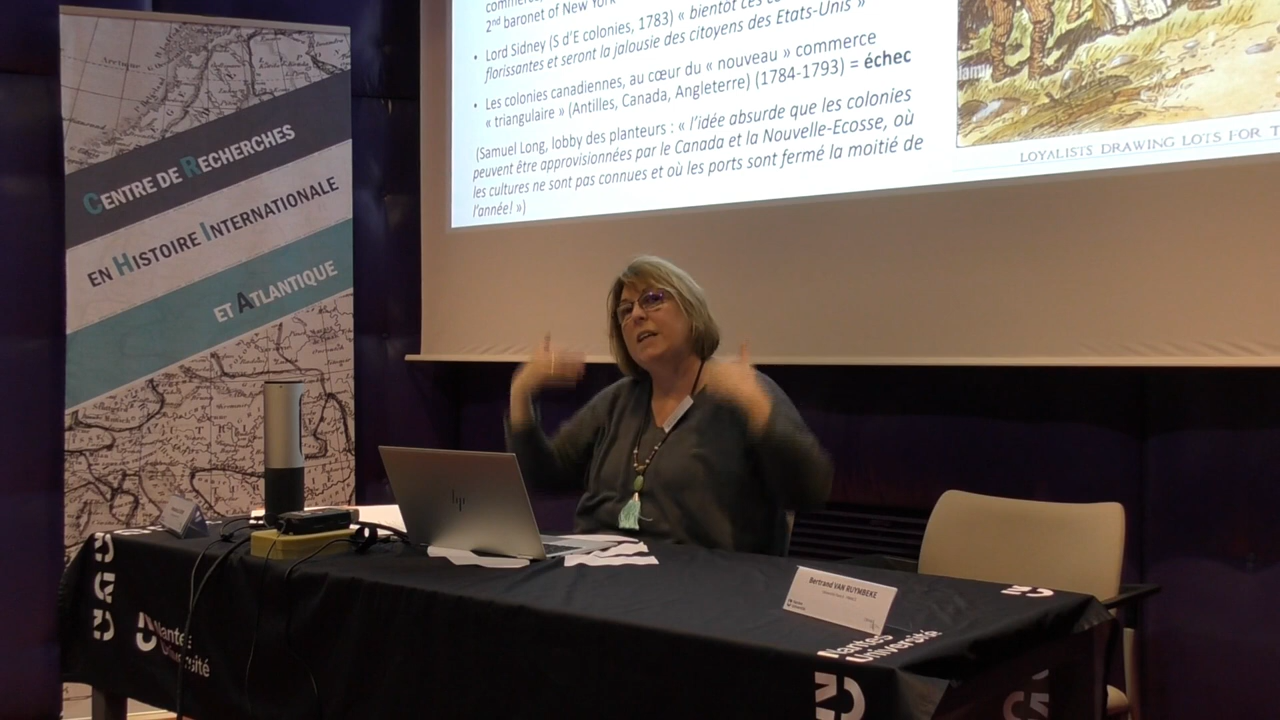 CENTRE DE RECHERCHES
EN HISTOIRE INTERNATIONALE
ET ATLANTIQUE
commerce,
2nd baronet of New York
• Lord Sidney (S d'E colonies, 1783) « bientôt ces
florissantes et seront la jalousie des citoyens des Etats-Unis »
• Les colonies canadiennes, au cœur du « nouveau » commerce
« triangulaire » (Antilles, Canada, Angleterre) (1784-1793) = échec
(Samuel Long, lobby des planteurs : « l'idée absurde que les colonies
peuvent être approvisionnées par le Canada et la Nouvelle-Ecosse, où
les cultures ne sont pas connues et où les ports sont fermé la moitié de
l'année! »)
LOYALISTS DRAWING LOTS FOR
hp
Bertrand VAN RUYMBEKE
Nantes
Université
Nantes
Université